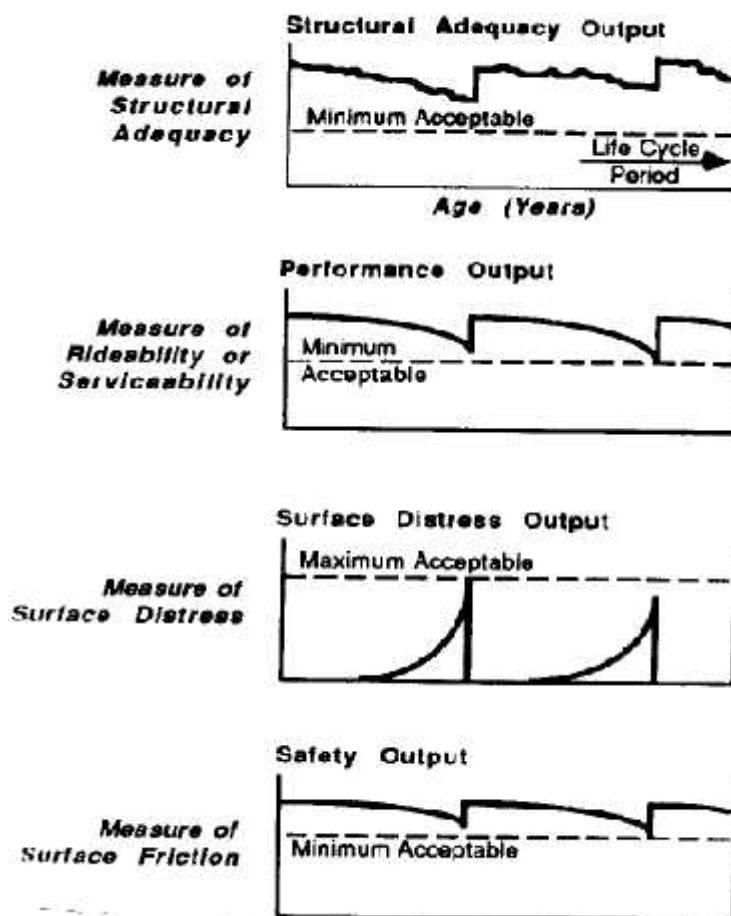 Structural Adequacy Output
Measure of
Structural
Adequacy
Minimum Acceptable
Life Cycle
Period
Age (Years)
Performance Output
Measure of
Rideability or
Serviceability
Minimum
Acceptable
Surface Distress Output
Maximum Acceptable
Measure of
Surface Distress
Safety Output
Measure of
Surface Friction
Minimum Acceptable